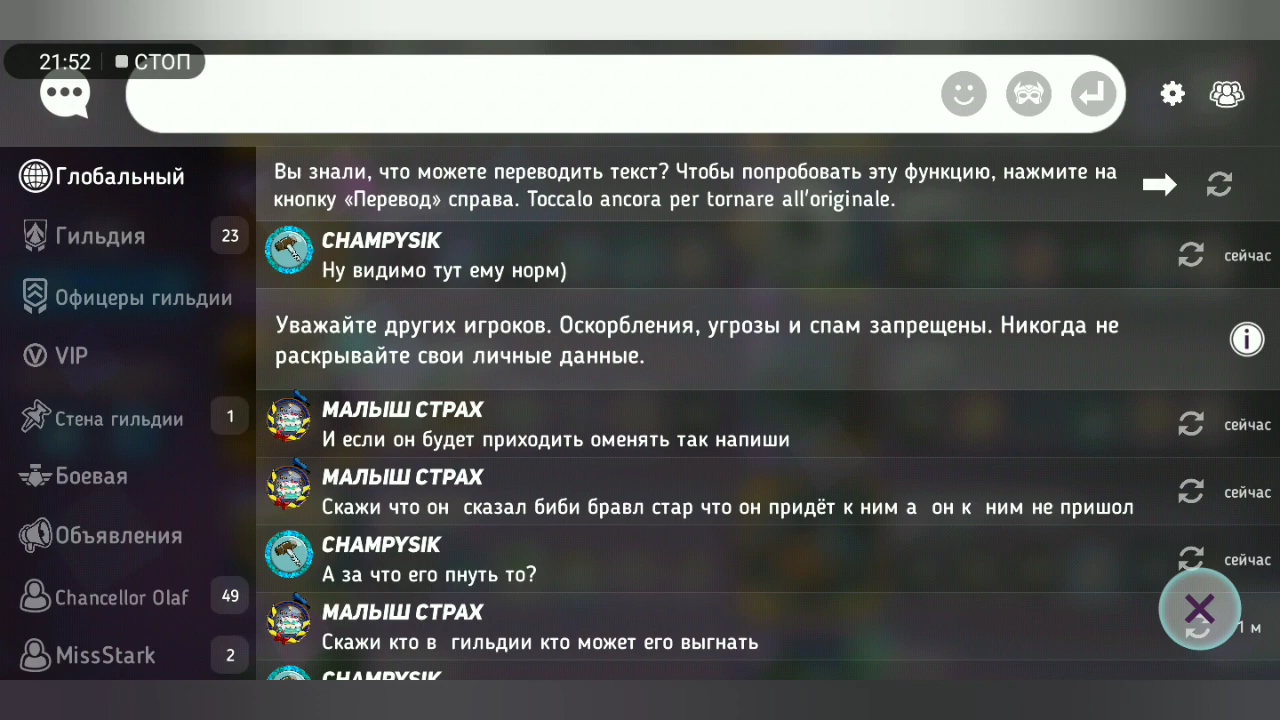 21:52 СТОП
Глобальный
Гильдия 23
Офицеры гильдии
VIP
Стена гильдии 1
Боевая
Объявления
Chancellor Olaf 49
MissStark 2
Вы знали, что можете переводить текст? Чтобы попробовать эту функцию, нажмите на
кнопку «Перевод» справа. Toccalo ancora per tornare all'originale.
CHAMPYSIK
Ну видимо тут ему норм) сейчас
Уважайте других игроков. Оскорбления, угрозы и спам запрещены. Никогда не
раскрывайте свои личные данные.
МАЛЫШ СТРАХ
И если он будет приходить оменять так напиши сейчас
МАЛЫШ СТРАХ
Скажи что он сказал биби бравл стар что он придёт к ним а он к ним не пришол сейчас
CHAMPYSIK
А за что его пнуть то? сейчас
МАЛЫШ СТРАХ
Скажи кто в гильдии кто может его выгнать 1 м
CHAMPYSIK